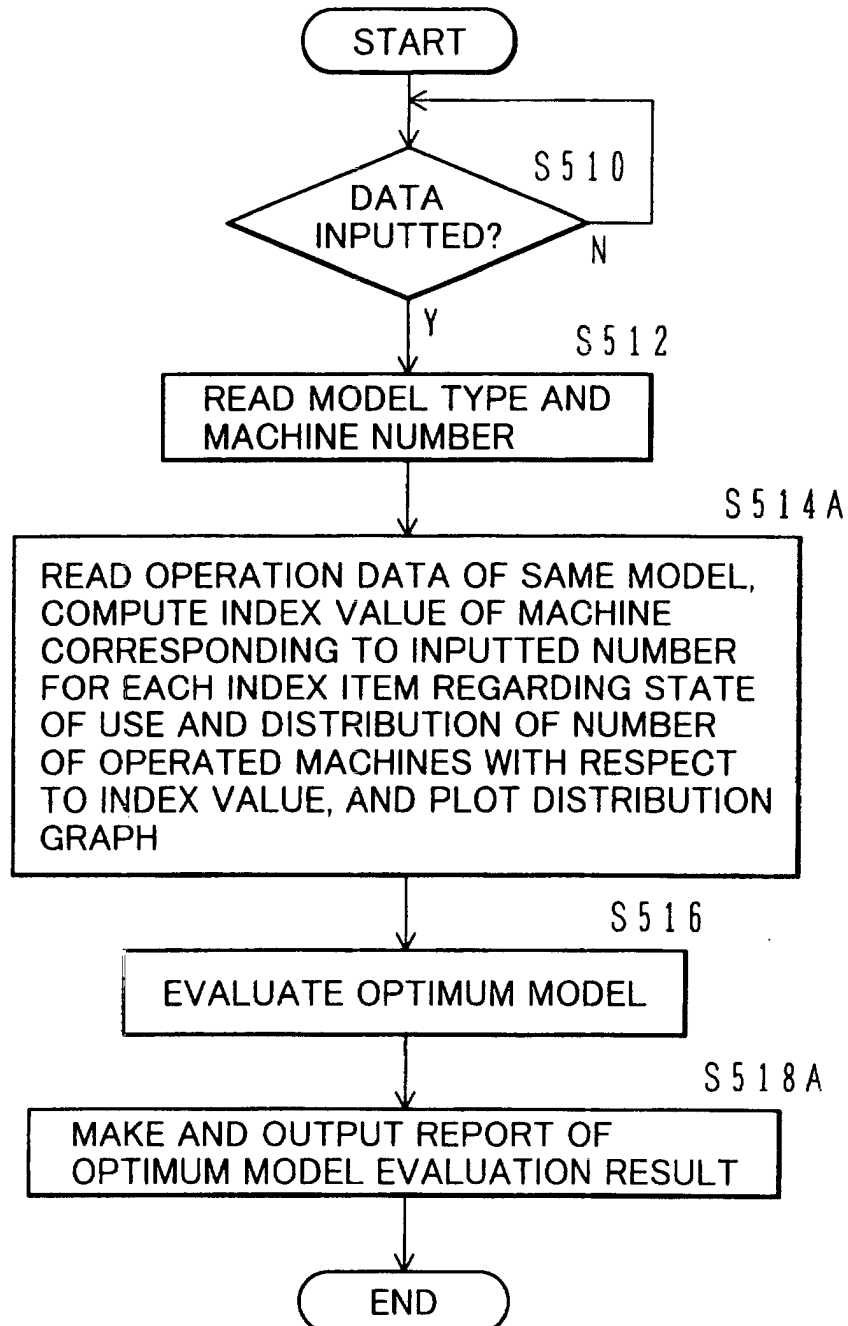 START
S510
DATA
INPUTTED?
N
Y
S512
READ MODEL TYPE AND
MACHINE NUMBER
S514A
READ OPERATION DATA OF SAME MODEL,
COMPUTE INDEX VALUE OF MACHINE
CORRESPONDING TO INPUTTED NUMBER
FOR EACH INDEX ITEM REGARDING STATE
OF USE AND DISTRIBUTION OF NUMBER
OF OPERATED MACHINES WITH RESPECT
TO INDEX VALUE, AND PLOT DISTRIBUTION
GRAPH
S516
EVALUATE OPTIMUM MODEL
S518A
MAKE AND OUTPUT REPORT OF
OPTIMUM MODEL EVALUATION RESULT
END